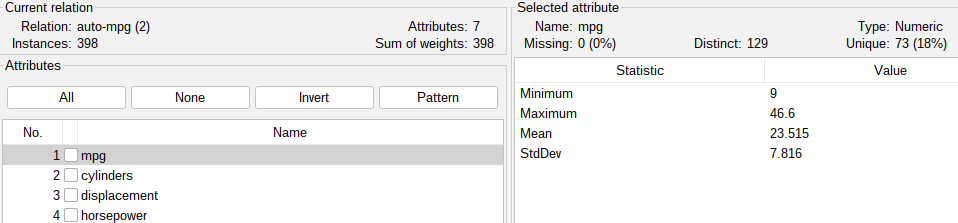 Current relation
Relation: auto-mpg (2)
Attributes: 7
Instances: 398
Sum of weights: 398
Attributes
All
None
Invert
Pattern
No.
Name
1 mpg
2 cylinders
3 displacement
4 horsepower
Selected attribute
Name: mpg
Type: Numeric
Missing: 0 (0%)
Distinct: 129
Unique: 73 (18%)
Statistic
Value
Minimum
9
Maximum
46.6
Mean
23.515
StdDev
7.816